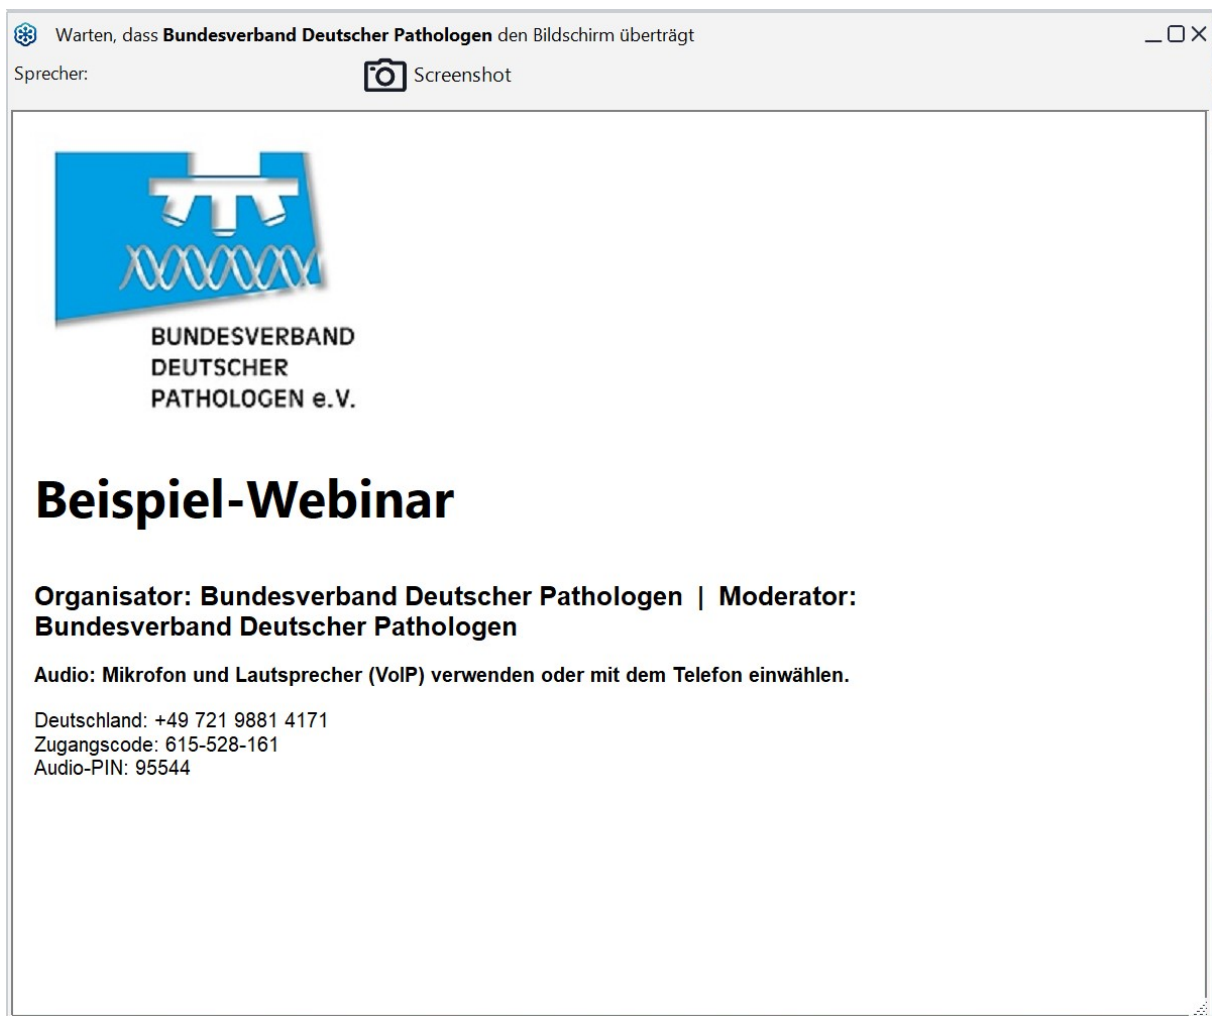 Warten, dass Bundesverband Deutscher Pathologen den Bildschirm überträgt
Sprecher:
Screenshot
BUNDESVERBAND
DEUTSCHER
PATHOLOGEN e.V.
Beispiel-Webinar
Organisator: Bundesverband Deutscher Pathologen | Moderator:
Bundesverband Deutscher Pathologen
Audio: Mikrofon und Lautsprecher (VoIP) verwenden oder mit dem Telefon einwählen.
Deutschland: +49 721 9881 4171
Zugangscode: 615-528-161
Audio-PIN: 95544